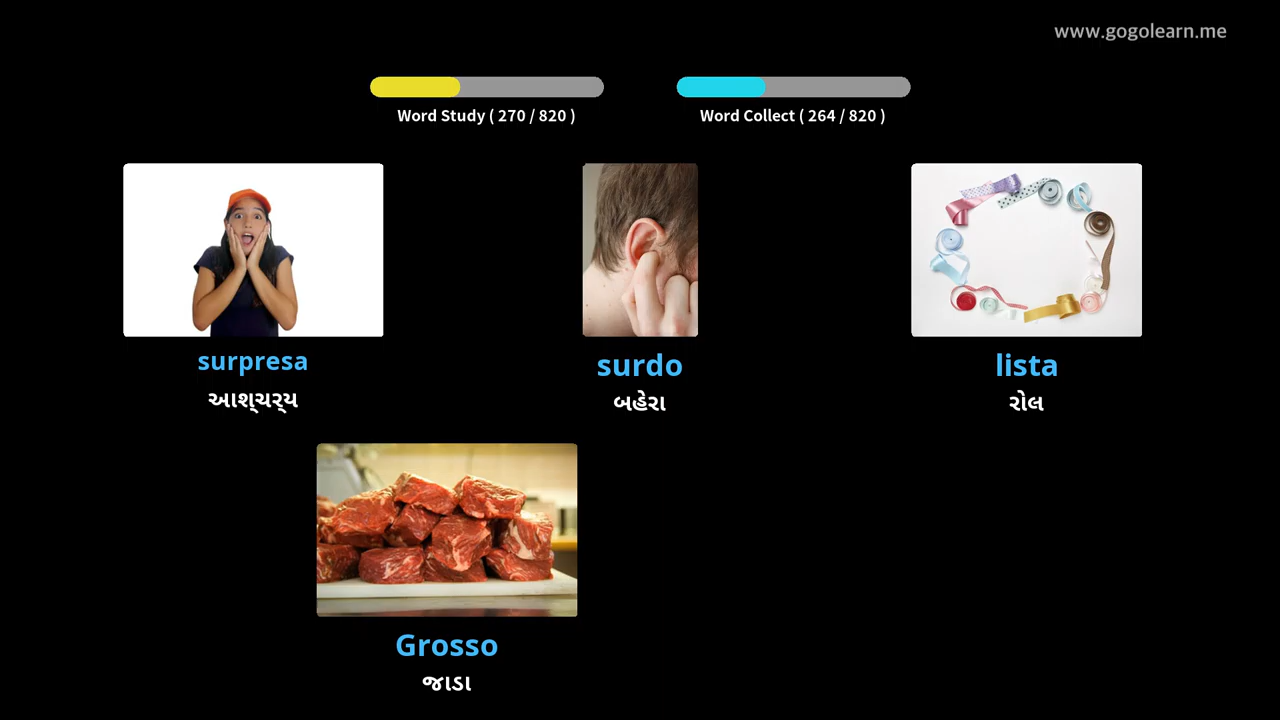 www.gogolearn.me
Word Study ( 270 / 820 )
Word Collect ( 264 / 820 )
surpresa
આશ્ચર્ય
surdo
બહેરા
lista
રોલ
Grosso
જાડા